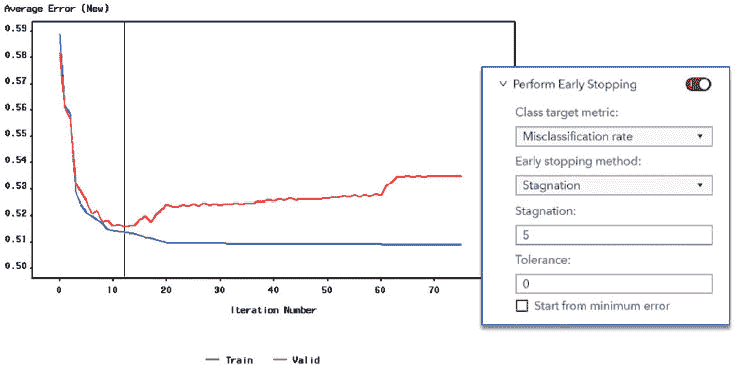 Average Error (New)
0.59
0.58
0.57
0.56
0.55
0.54
0.53
0.52
0.51
0.50
0 10 20 30 40 50 60 70
Iteration Number
Train Valid
Perform Early Stopping
Class target metric:
Misclassification rate
Early stopping method:
Stagnation
Stagnation:
5
Tolerance:
0
Start from minimum error